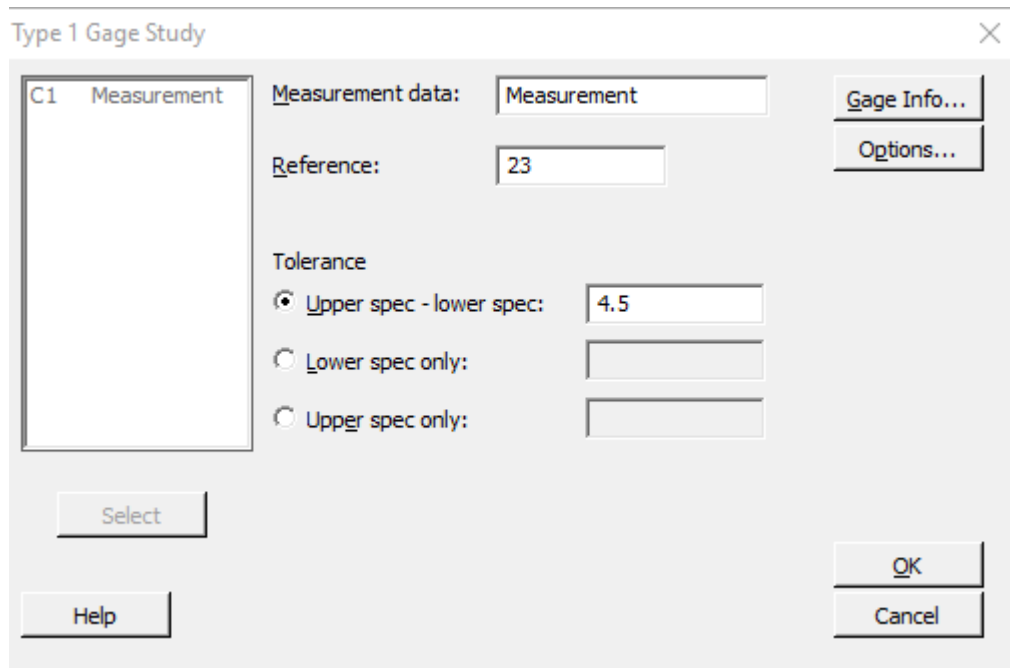 Type 1 Gage Study
C1 Measurement
Measurement data: Measurement
Gage Info...
Options...
Reference: 23
Tolerance
Upper spec - lower spec: 4.5
Lower spec only:
Upper spec only:
Select
OK
Help
Cancel